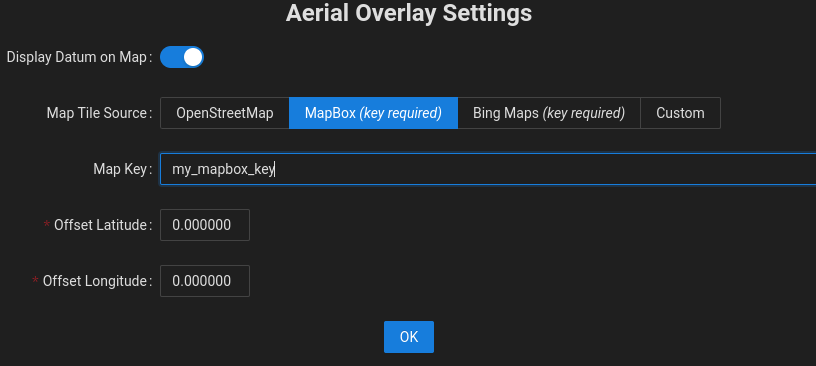 Aerial Overlay Settings
Display Datum on Map:
Map Tile Source: OpenStreetMap MapBox (key required) Bing Maps (key required) Custom
Map Key: my_mapbox_key
* Offset Latitude: 0.000000
* Offset Longitude: 0.000000
OK